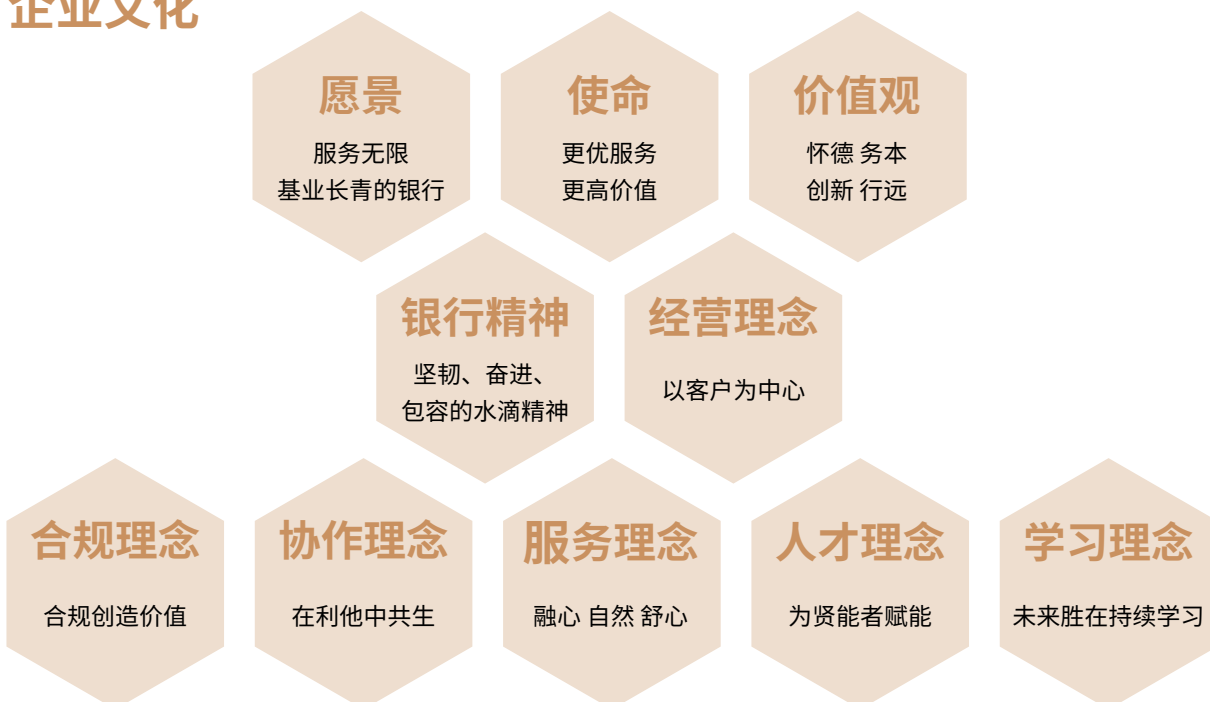 企业文化
愿景
服务无限
基业长青的银行
使命
更优服务
更高价值
价值观
怀德 务本
创新 行远
银行精神
坚韧、奋进、
包容的水滴精神
经营理念
以客户为中心
合规理念
合规创造价值
协作理念
在利他中共生
服务理念
融心 自然 舒心
人才理念
为贤能者赋能
学习理念
未来胜在持续学习